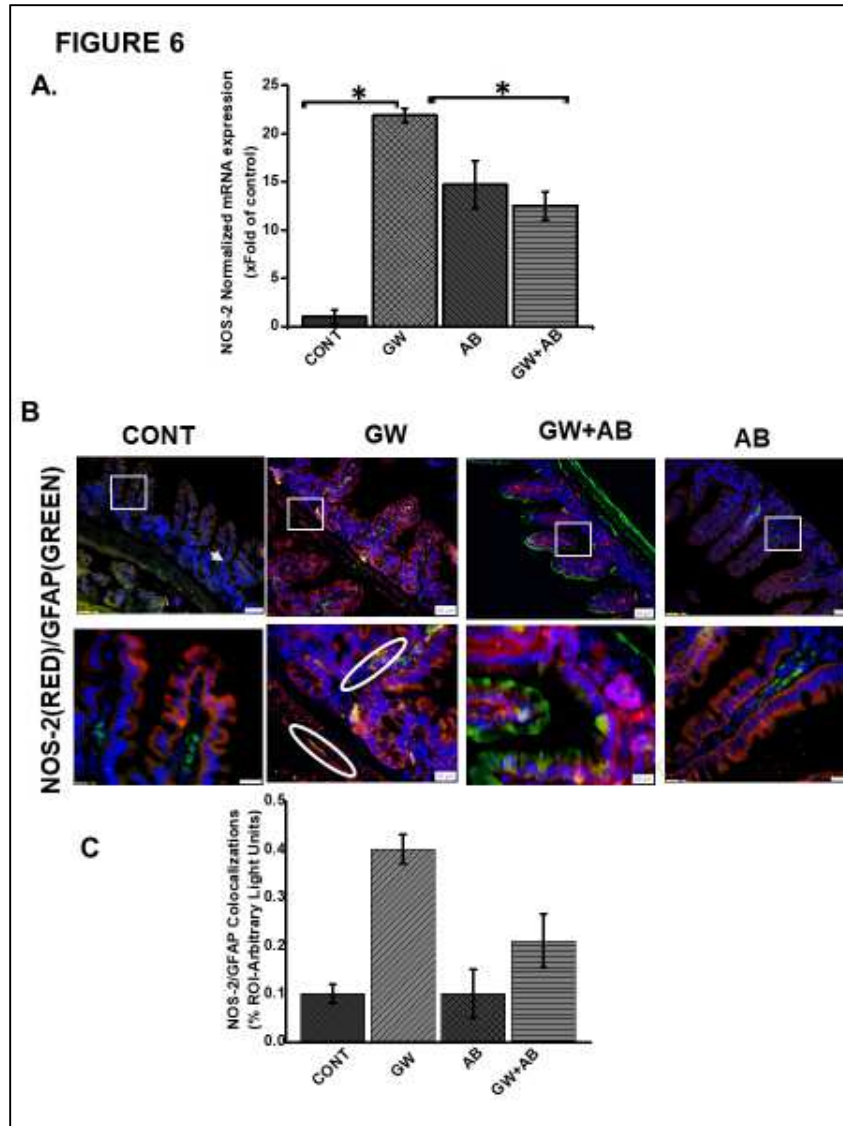 FIGURE 6
A.
NOS-2 Normalized mRNA expression
(xFold of control)
25
20
15
10
5
0
*
*
CONT
GW
AB
GW+AB
B
CONT
GW
GW+AB
AB
NOS-2(RED)/GFAP(GREEN)
C
NOS-2/GFAP Colocalizations
(% ROI-Arbitrary Light Units)
0.5
0.4
0.3
0.2
0.1
0.0
CONT
GW
AB
GW+AB